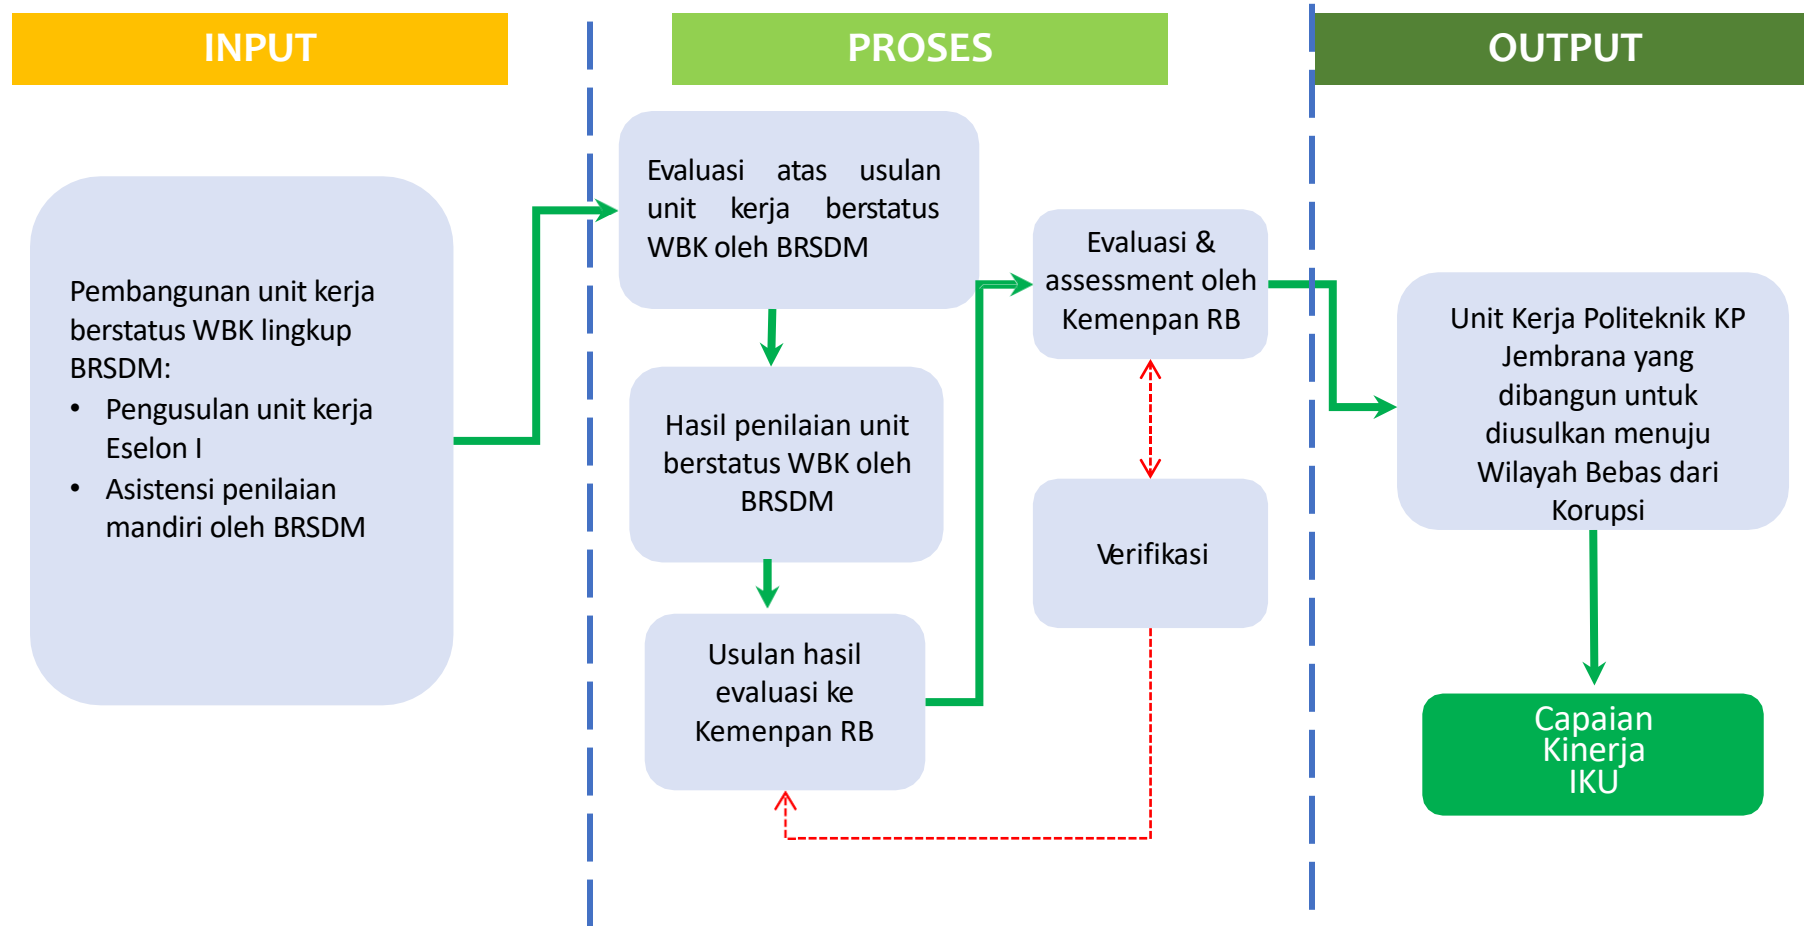 INPUT
PROSES
OUTPUT
Pembangunan unit kerja
berstatus WBK lingkup
BRSDM:
• Pengusulan unit kerja
Eselon I
• Asistensi penilaian
mandiri oleh BRSDM
Evaluasi atas usulan
unit kerja berstatus
WBK oleh BRSDM
Hasil penilaian unit
berstatus WBK oleh
BRSDM
Usulan hasil
evaluasi ke
Kemenpan RB
Evaluasi &
assessment oleh
Kemenpan RB
Verifikasi
Unit Kerja Politeknik KP
Jembrana yang
dibangun untuk
diusulkan menuju
Wilayah Bebas dari
Korupsi
Capaian
Kinerja
IKU